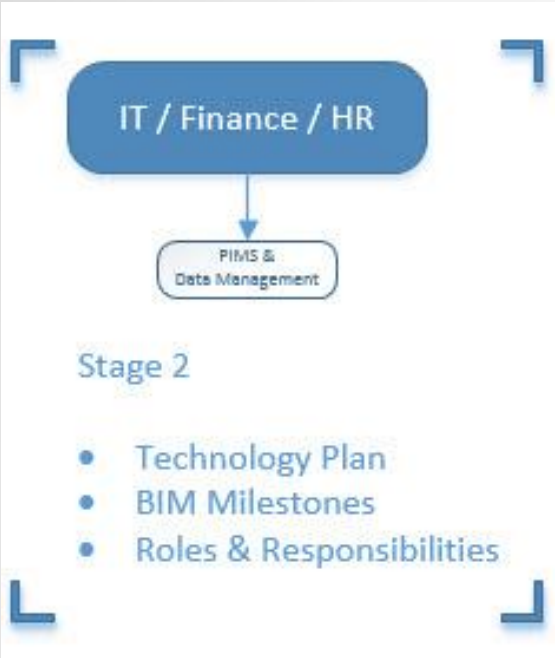 IT / Finance / HR
PIMS &
Data Management
Stage 2
• Technology Plan
• BIM Milestones
• Roles & Responsibilities